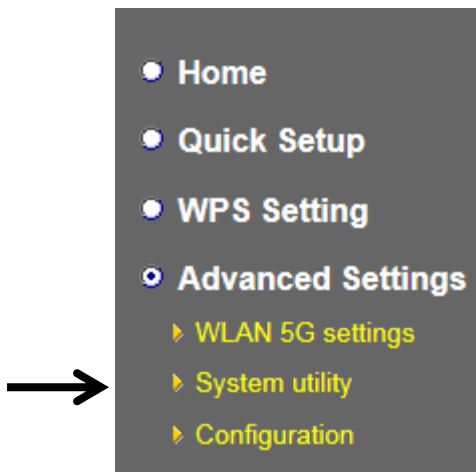 Home
Quick Setup
WPS Setting
Advanced Settings
WLAN 5G settings
System utility
Configuration